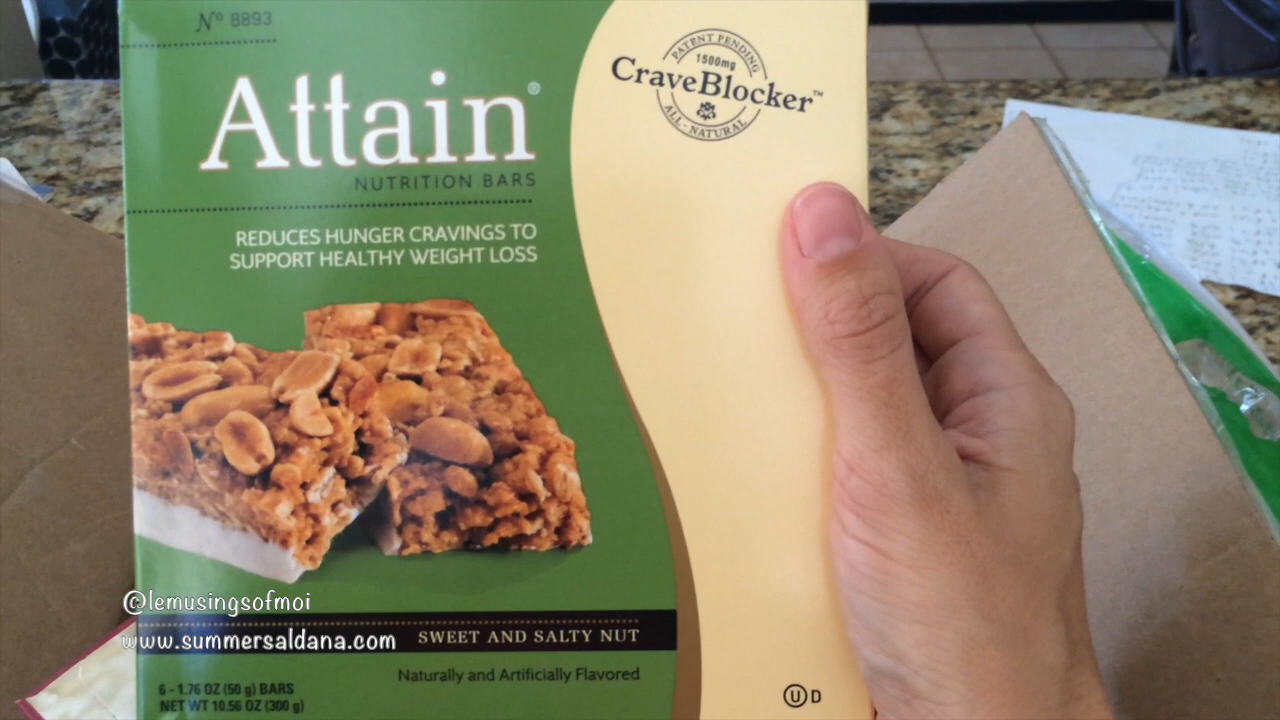 Nº 8893
Attain®
NUTRITION BARS
REDUCES HUNGER CRAVINGS TO
SUPPORT HEALTHY WEIGHT LOSS
PATENT PENDING
1500mg
CraveBlocker™
ALL-NATURAL
@lemusingsofmoi
www.summersaldana.com
SWEET AND SALTY NUT
Naturally and Artificially Flavored
6 - 1.76 OZ (50 g) BARS
NET WT 10.56 OZ (300 g)
U D